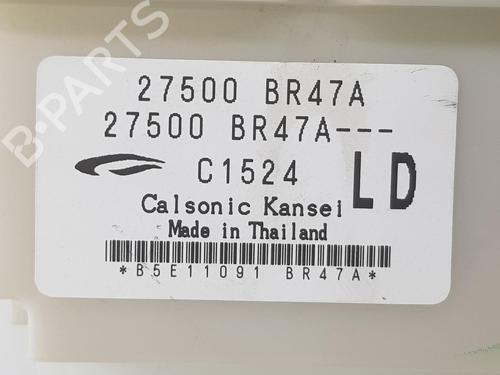 B-PARTS
27500 BR47A
27500 BR47A---
C1524
LD
Calsonic Kansei
Made in Thailand
*B5E11091 BR47A*